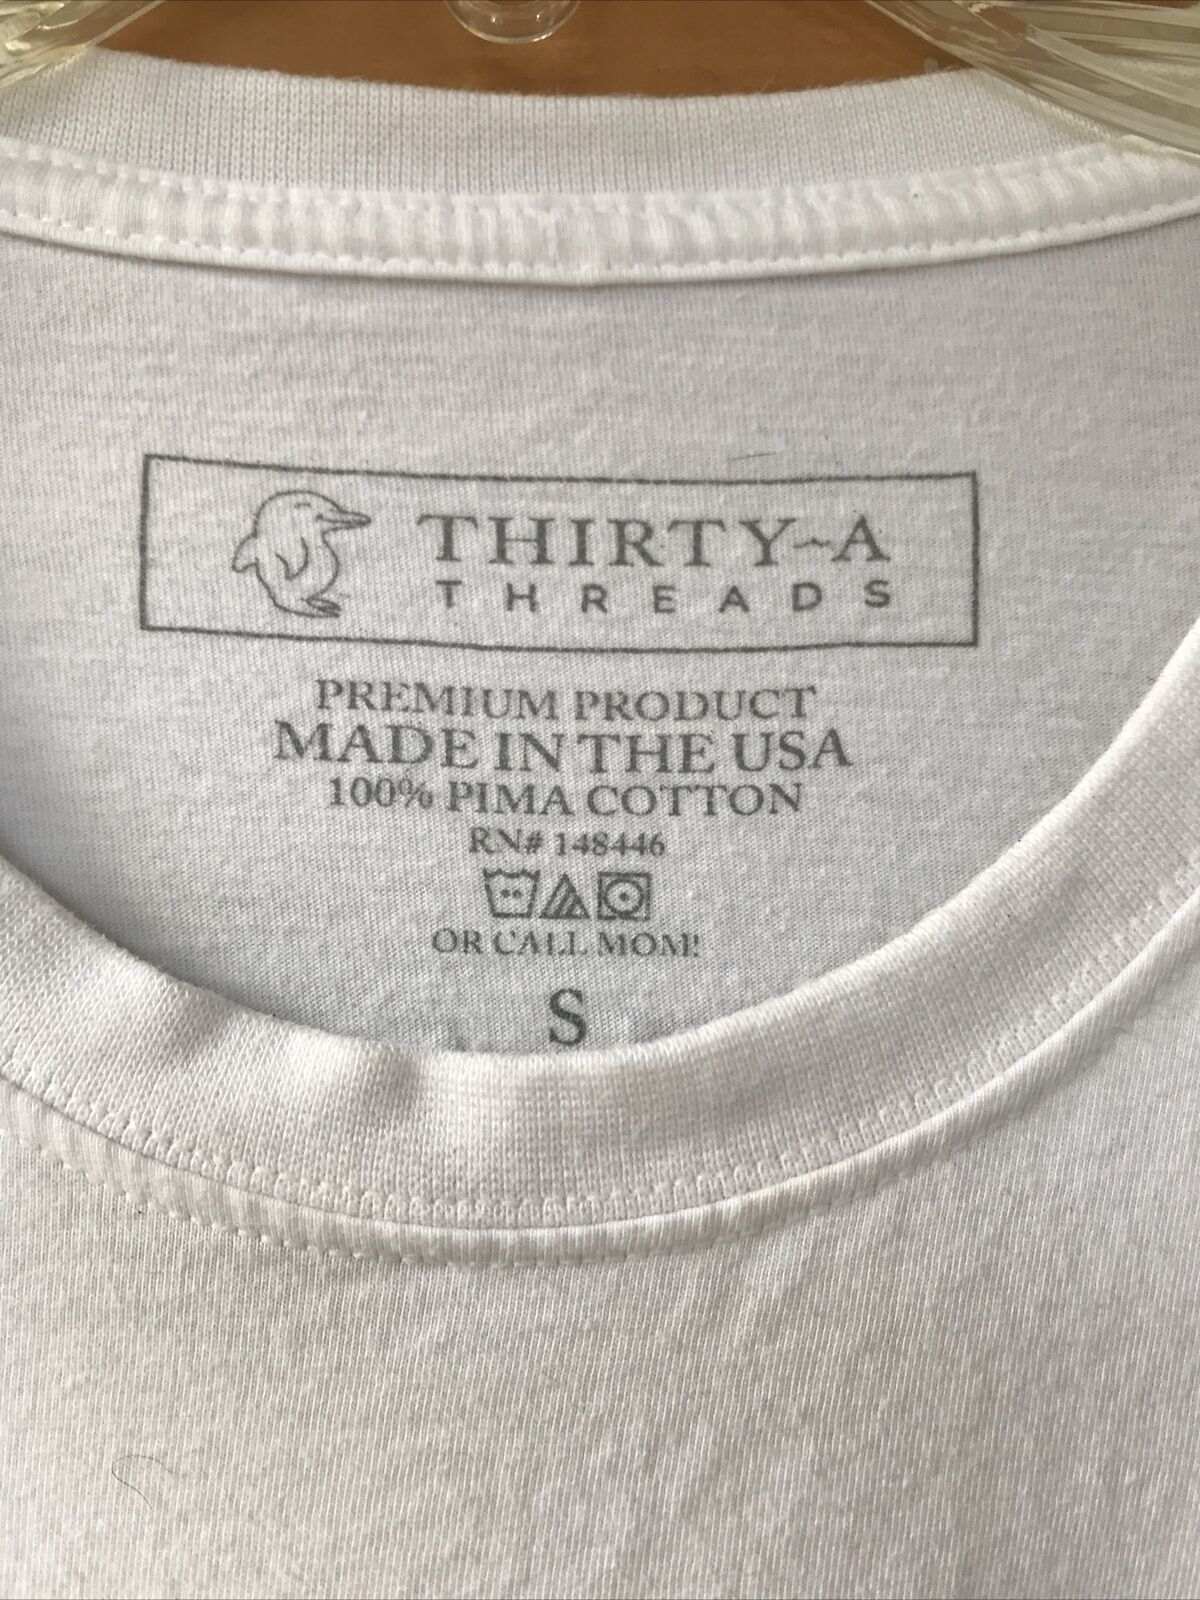 THIRTY~A
THREADS
PREMIUM PRODUCT
MADE IN THE USA
100% PIMA COTTON
RN# 148446
OR CALL MOM!
S